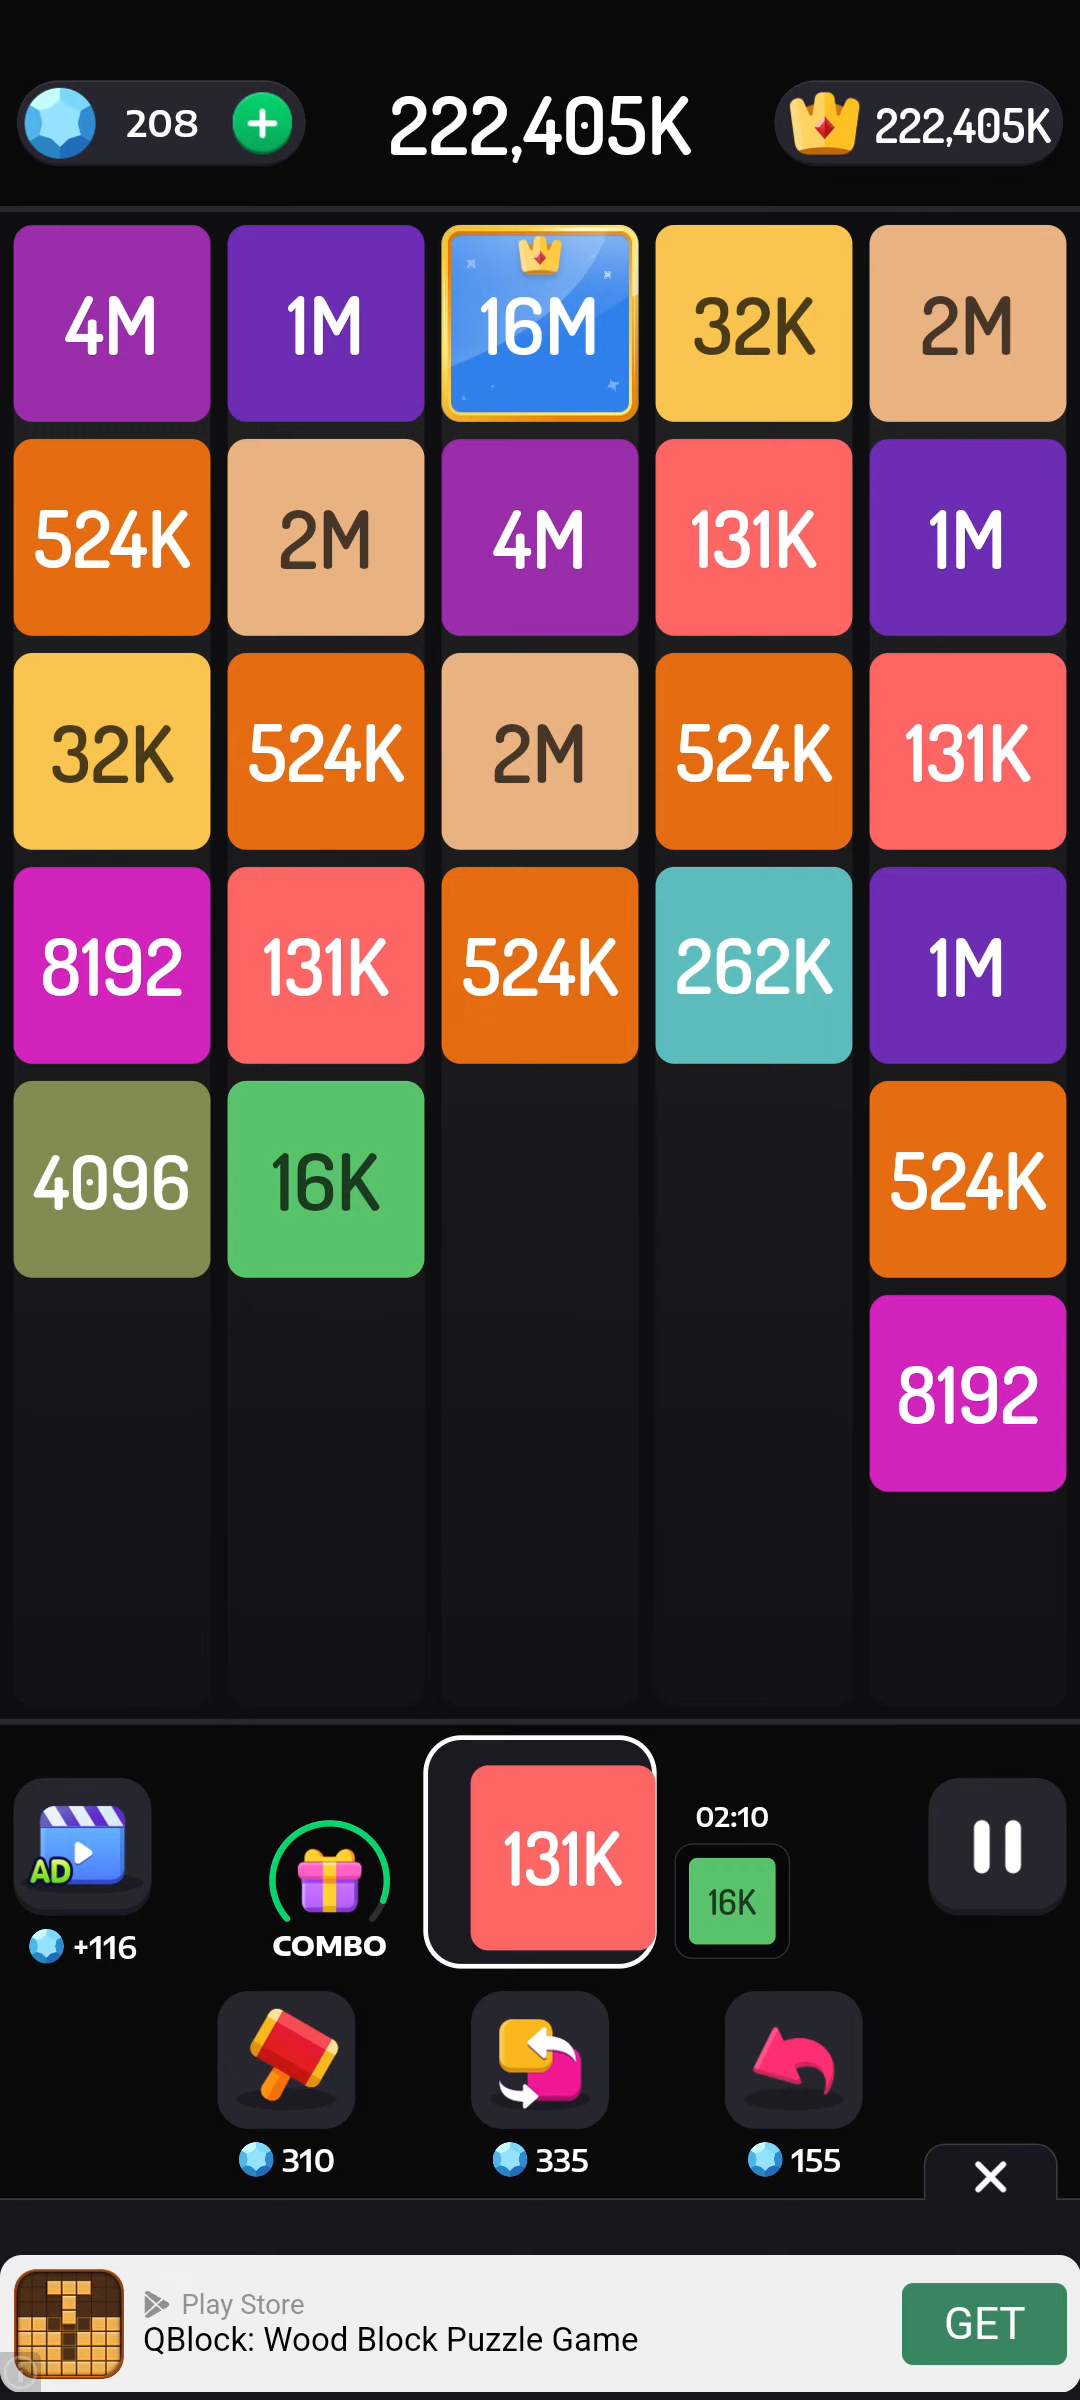 208 222,405K 222,405K
4M 1M 16M 32K 2M
524K 2M 4M 131K 1M
32K 524K 2M 524K 131K
8192 131K 524K 262K 1M
4096 16K 524K
8192
02:10
131K
16K
AD
+116
COMBO
310 335 155
Play Store
QBlock: Wood Block Puzzle Game
GET